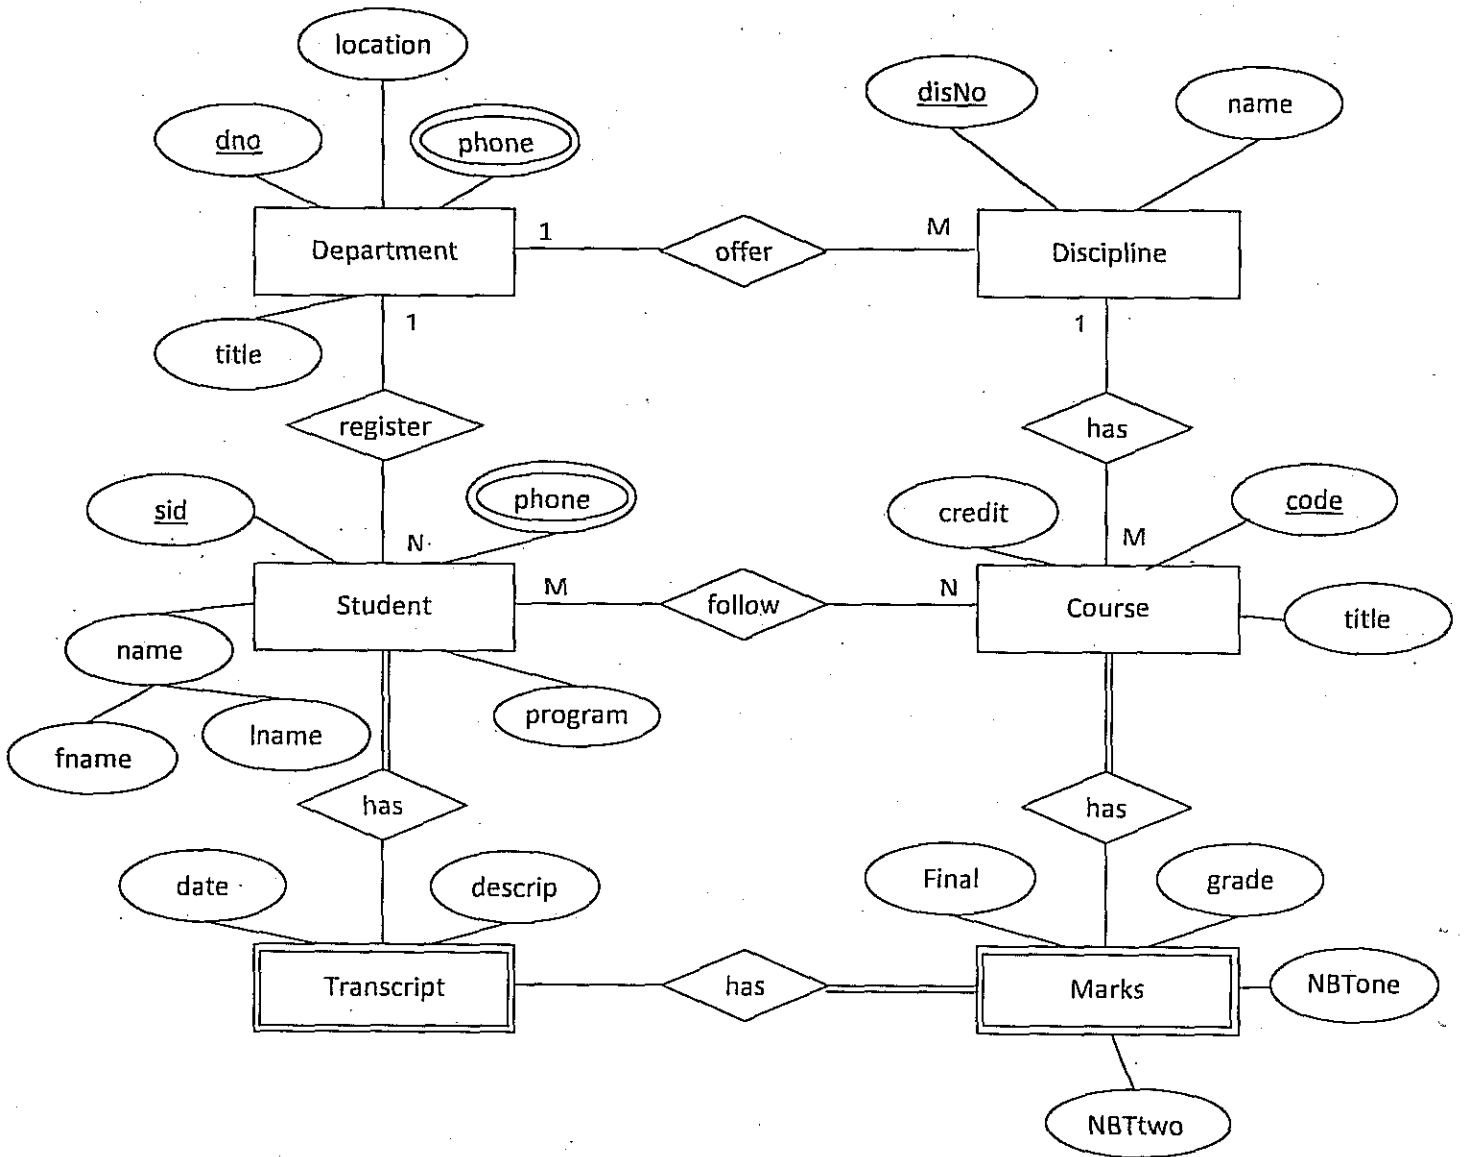 location
disNo
name
dno
phone
Department
1
offer
M
Discipline
title
1
1
register
has
sid
phone
credit
code
N
M
Student
M
follow
N
Course
title
name
program
fname
lname
has
has
date
descrip
Final
grade
Transcript
has
Marks
NBTone
NBTtwo